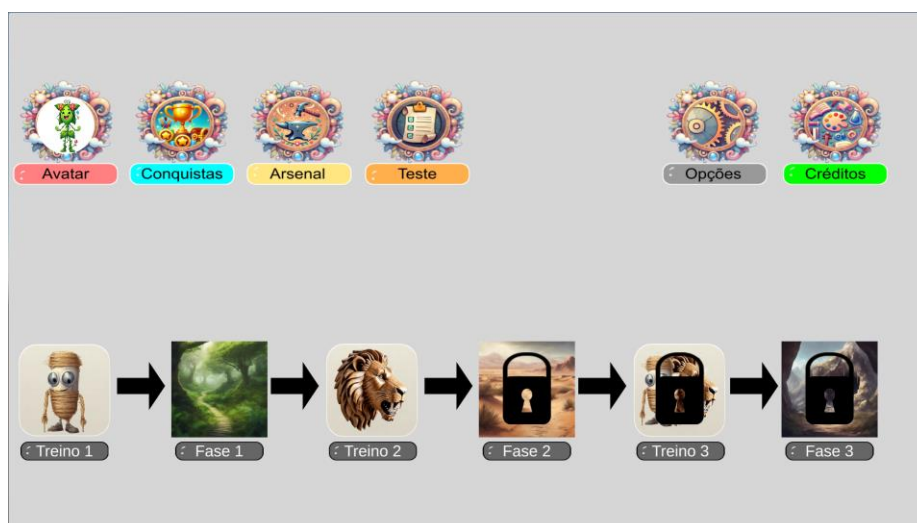 Avatar
Conquistas
Arsenal
Teste
Opções
Créditos
Treino 1
Fase 1
Treino 2
Fase 2
Treino 3
Fase 3